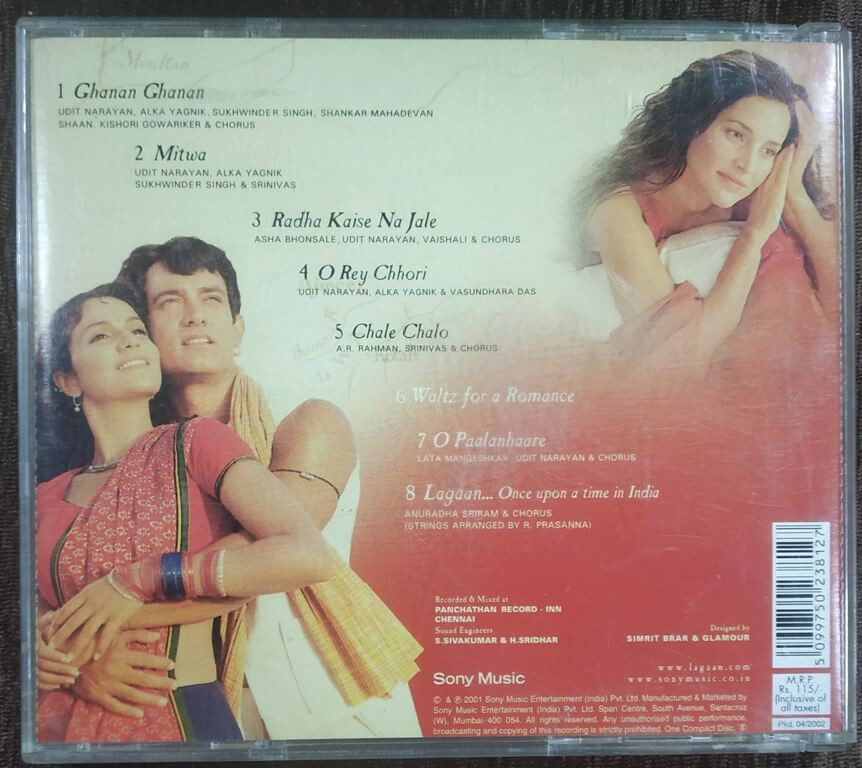 Moultan
1 Ghanan Ghanan
UDIT NARAYAN, ALKA YAGNIK, SUKHWINDER SINGH, SHANKAR MAHADEVAN
SHAAN, KISHORI GOWARIKER & CHORUS
2 Mitwa
UDIT NARAYAN, ALKA YAGNIK
SUKHWINDER SINGH & SRINIVAS
3 Radha Kaise Na Jale
ASHA BHONSALE, UDIT NARAYAN, VAISHALI & CHORUS
4 O Rey Chhori
UDIT NARAYAN, ALKA YAGNIK & VASUNDHARA DAS
5 Chale Chalo
A.R. RAHMAN, SRINIVAS & CHORUS
6 Waltz for a Romance
7 O Paalanhaare
LATA MANGESHKAR, UDIT NARAYAN & CHORUS
8 Lagaan... Once upon a time in India
ANURADHA SRIRAM & CHORUS
(STRINGS ARRANGED BY R. PRASANNA)
Recorded & Mixed at
PANCHATHAN RECORD - INN
CHENNAI
Sound Engineers
S.SIVAKUMAR & H.SRIDHAR
Designed by
SIMRIT BRAR & GLAMOUR
www.lagaan.com
www.sonymusic.co.in
Sony Music
© & ℗ 2001 Sony Music Entertainment (India) Pvt. Ltd. Manufactured & Marketed by
Sony Music Entertainment (India) Pvt. Ltd. Span Centre, South Avenue, Santacruz
(W), Mumbai 400 054. All rights reserved. Any unauthorised public performance,
broadcasting and copying of this recording is strictly prohibited. One Compact Disc.
5 099750 238127
M.R.P.
Rs. 115/-
(Inclusive of
all taxes)
Pkd. 04/2002